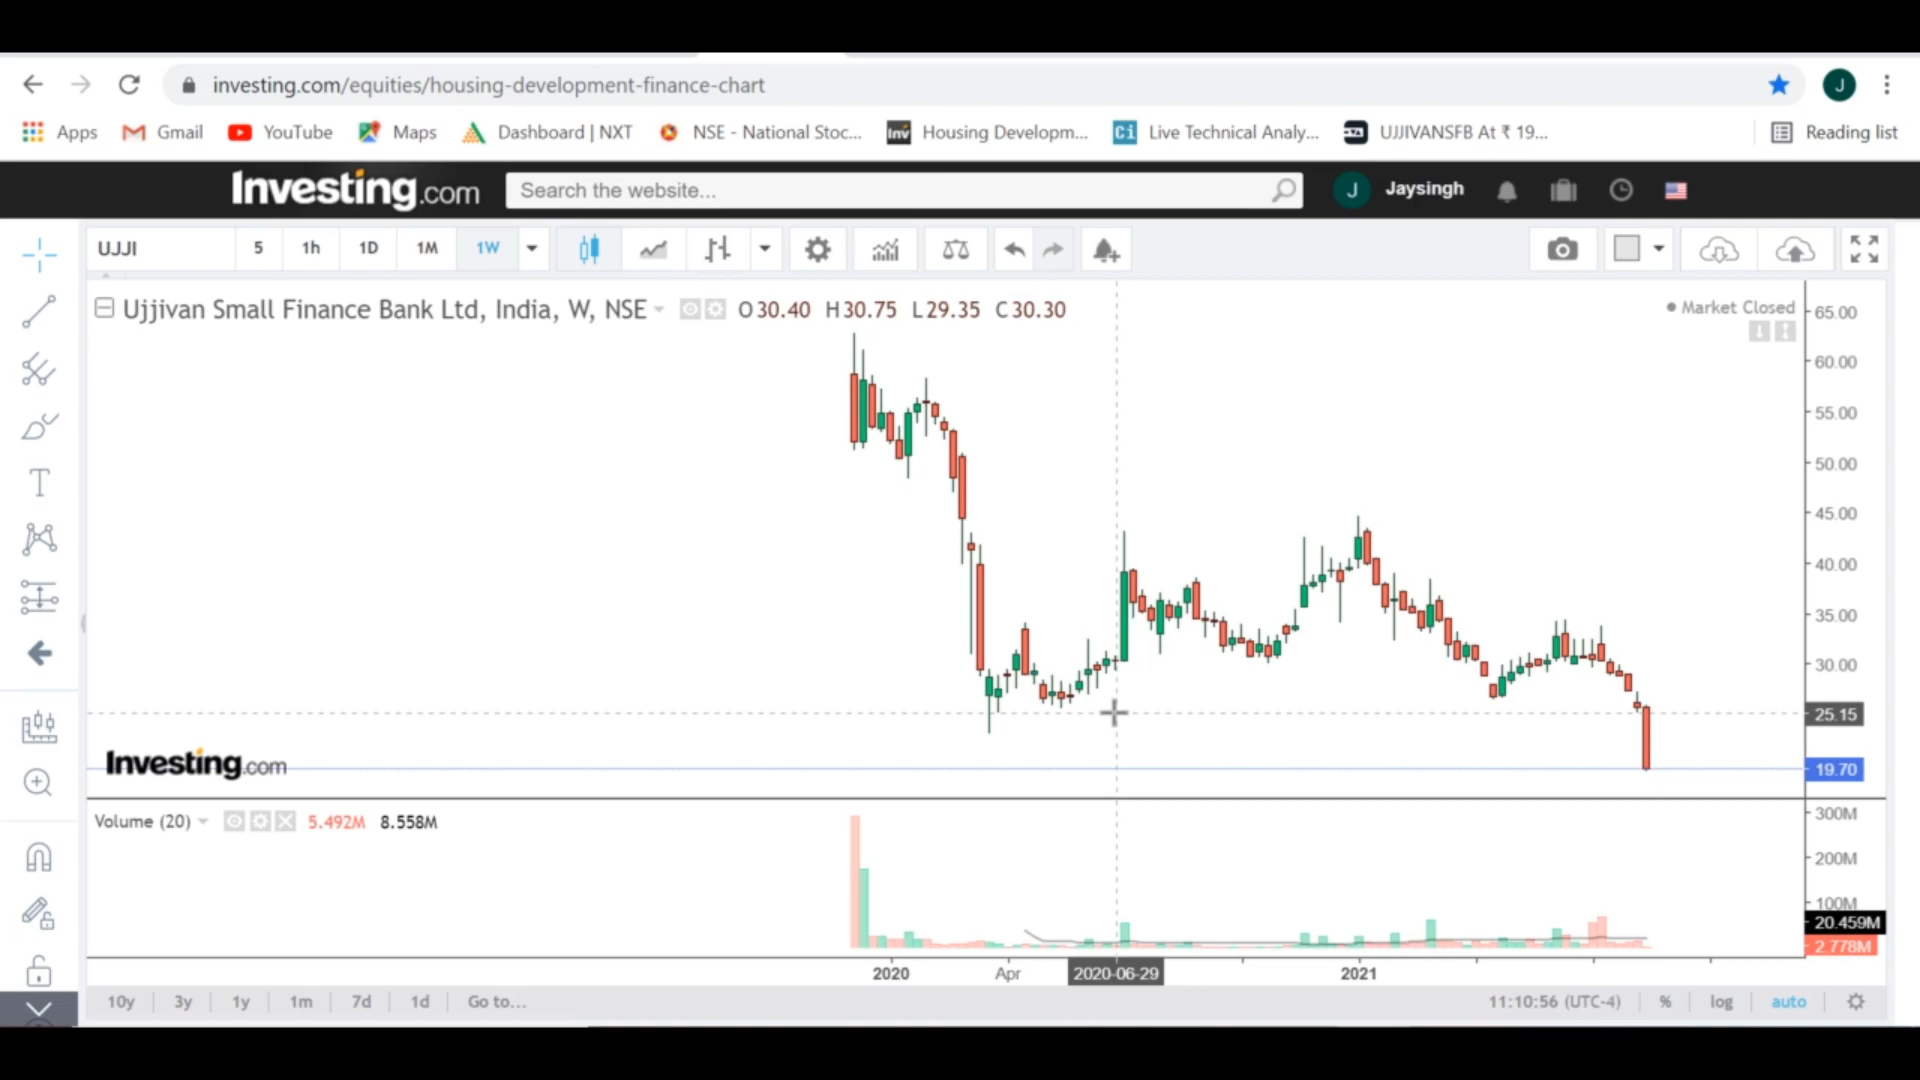 investing.com/equities/housing-development-finance-chart
J
Apps
Gmail
YouTube
Maps
Dashboard | NXT
NSE - National Stoc...
Inv
Housing Developm...
Ci
Live Technical Analy...
UJJIVANSFB At ₹ 19...
Reading list
Investing.com
Search the website...
J
Jaysingh
UJJI
5
1h
1D
1M
1W
Ujjivan Small Finance Bank Ltd, India, W, NSE
O 30.40 H 30.75 L 29.35 C 30.30
Market Closed
65.00
60.00
55.00
50.00
45.00
40.00
35.00
30.00
25.15
19.70
Investing.com
Volume (20)
5.492M 8.558M
300M
200M
100M
20.459M
2.778M
2020
Apr
2020-06-29
2021
10y
3y
1y
1m
7d
1d
Go to...
11:10:56 (UTC-4)
%
log
auto